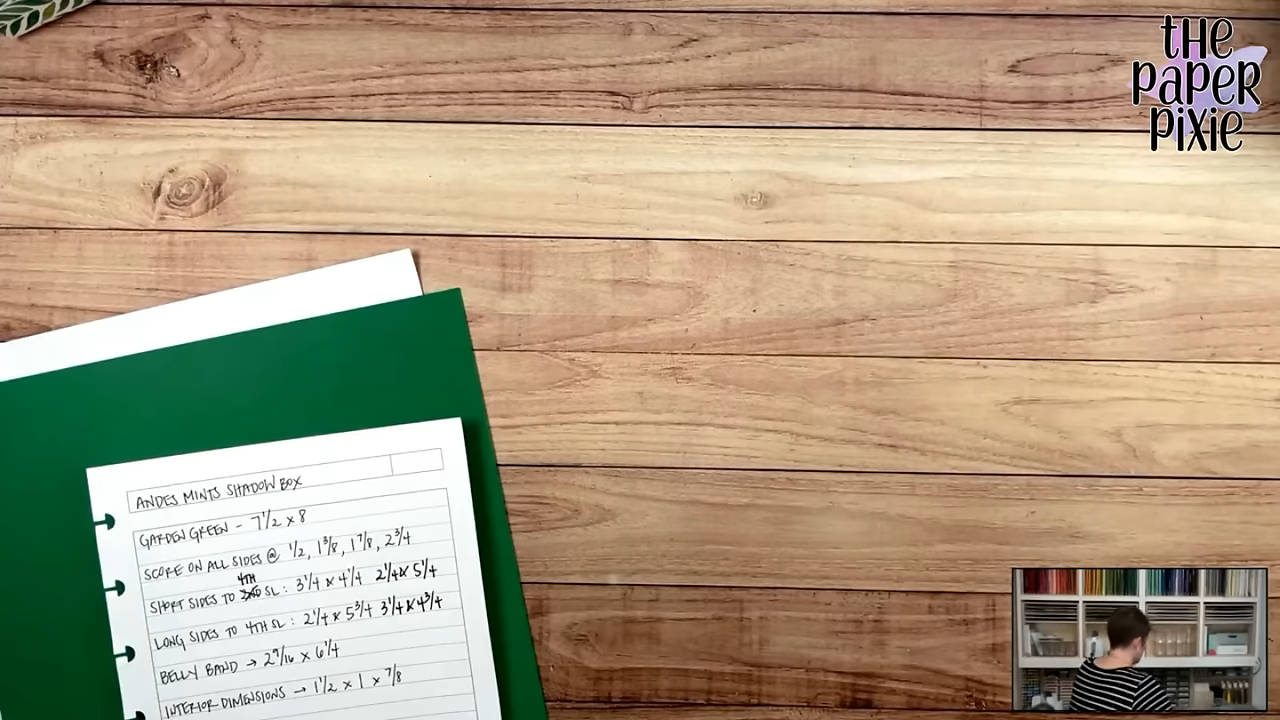 THE
PAPER
PIXIE
ANDES MINTS SHADOW BOX
GARDEN GREEN - 7 1/2 x 8
SCORE ON ALL SIDES @ 1/2, 1 3/8, 1 7/8, 2 3/4
4TH
SHORT SIDES TO SL: 3 1/4 x 4 1/4 2 1/4 x 5 1/4
LONG SIDES TO 4TH SL: 2 1/4 x 5 3/4 3 1/4 x 4 3/4
BELLY BAND → 2 9/16 x 6 1/4
INTERIOR DIMENSIONS → 1 1/2 x 1 x 7/8